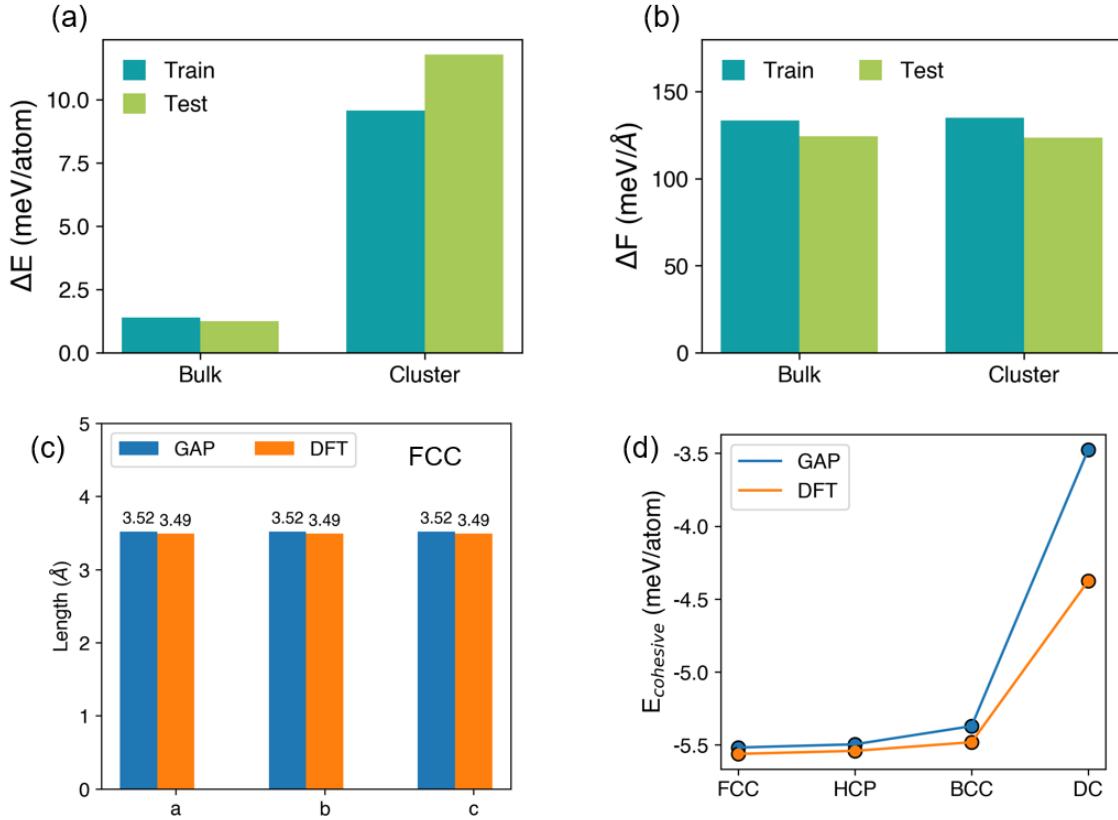 (a)
Train
Test
ΔE (meV/atom)
10.0
7.5
5.0
2.5
0.0
Bulk
Cluster
(b)
Train
Test
ΔF (meV/Å)
150
100
50
0
Bulk
Cluster
(c)
GAP
DFT
FCC
Length (Å)
5
4
3
2
1
0
3.52
3.49
3.52
3.49
3.52
3.49
a
b
c
(d)
GAP
DFT
E_cohesive (meV/atom)
-3.5
-4.0
-4.5
-5.0
-5.5
FCC
HCP
BCC
DC